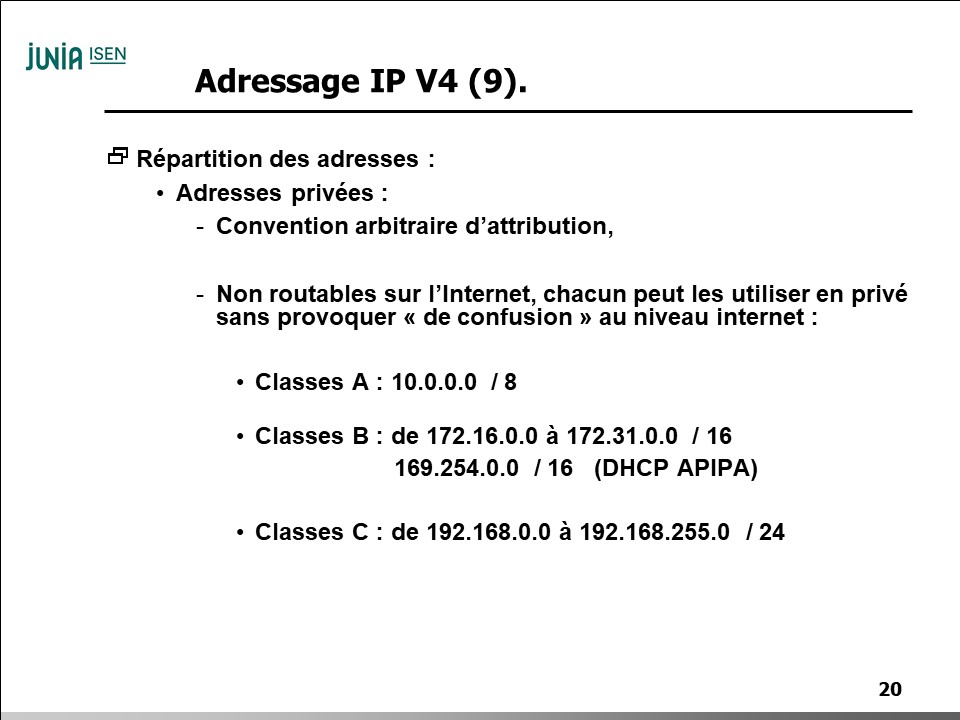 JUNIA ISEN
Adressage IP V4 (9).
Répartition des adresses :
• Adresses privées :
- Convention arbitraire d’attribution,
- Non routables sur l’Internet, chacun peut les utiliser en privé
sans provoquer « de confusion » au niveau internet :
• Classes A : 10.0.0.0 / 8
• Classes B : de 172.16.0.0 à 172.31.0.0 / 16
169.254.0.0 / 16 (DHCP APIPA)
• Classes C : de 192.168.0.0 à 192.168.255.0 / 24
20